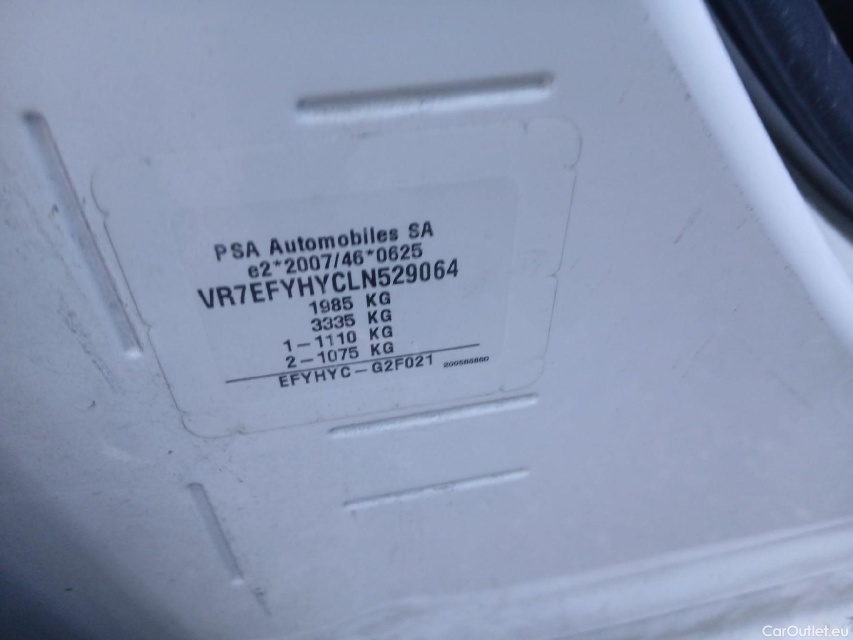 PSA Automobiles SA
e2*2007/46*0625
VR7EFYHYCLN529064
1985 KG
3335 KG
1-1110 KG
2-1075 KG
EFYHYC-G2F021
CarOutlet.eu